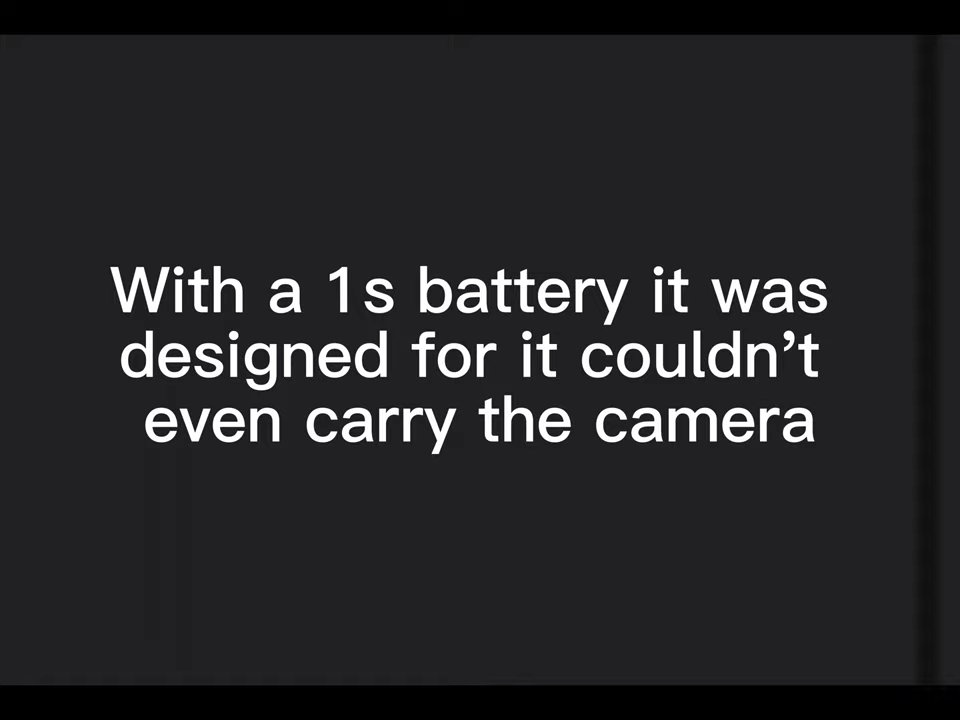 With a 1s battery it was
designed for it couldn’t
even carry the camera